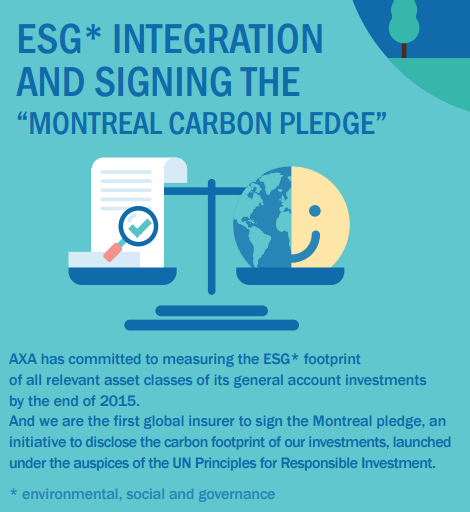 ESG* INTEGRATION
AND SIGNING THE
“MONTREAL CARBON PLEDGE”
AXA has committed to measuring the ESG* footprint
of all relevant asset classes of its general account investments
by the end of 2015.
And we are the first global insurer to sign the Montreal pledge, an
initiative to disclose the carbon footprint of our investments, launched
under the auspices of the UN Principles for Responsible Investment.
* environmental, social and governance